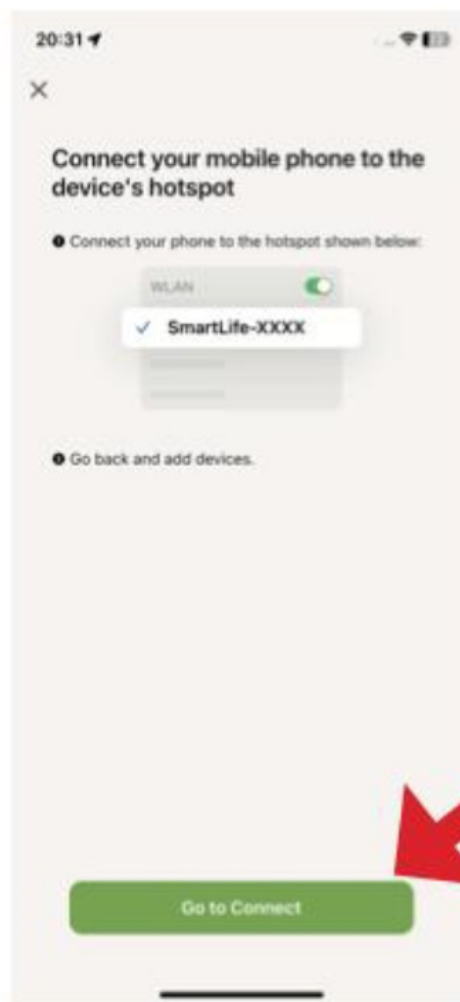 20:31
Connect your mobile phone to the
device's hotspot
Connect your phone to the hotspot shown below:
WLAN
SmartLife-XXXX
Go back and add devices.
Go to Connect